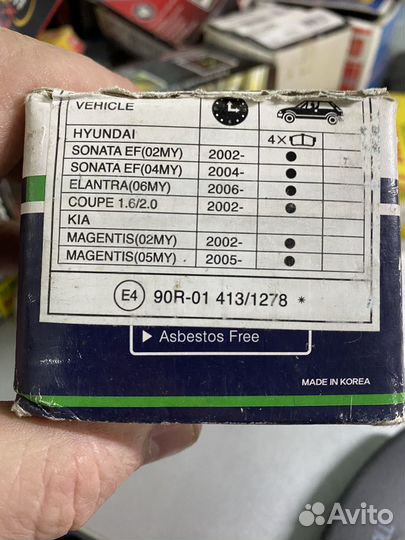 VEHICLE
HYUNDAI 4×
SONATA EF(02MY) 2002- ●
SONATA EF(04MY) 2004- ●
ELANTRA(06MY) 2006- ●
COUPE 1.6/2.0 2002- ●
KIA
MAGENTIS(02MY) 2002- ●
MAGENTIS(05MY) 2005- ●
E4 90R-01 413/1278 *
▶ Asbestos Free
MADE IN KOREA
Avito